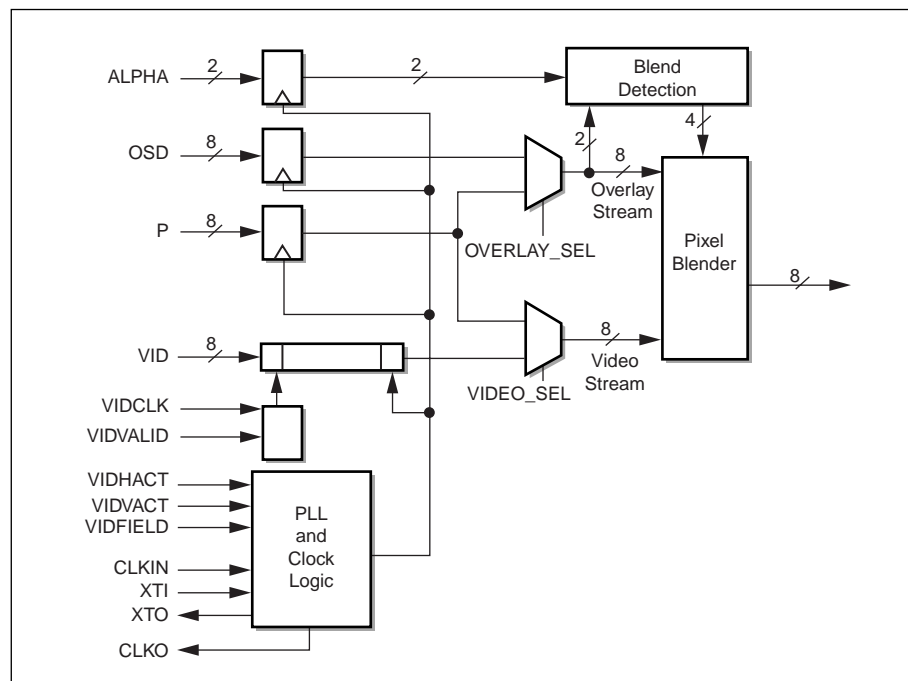 ALPHA
2
2
Blend
Detection
4
2
OSD
8
8
Overlay
Stream
P
8
OVERLAY_SEL
Pixel
Blender
8
VID
8
8
Video
Stream
VIDEO_SEL
VIDCLK
VIDVALID
VIDHACT
VIDVACT
VIDFIELD
CLKIN
XTI
XTO
CLKO
PLL
and
Clock
Logic